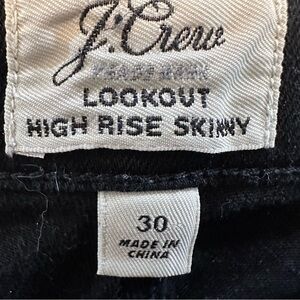 J.Crew
LOOKOUT
HIGH RISE SKINNY
30
MADE IN
CHINA